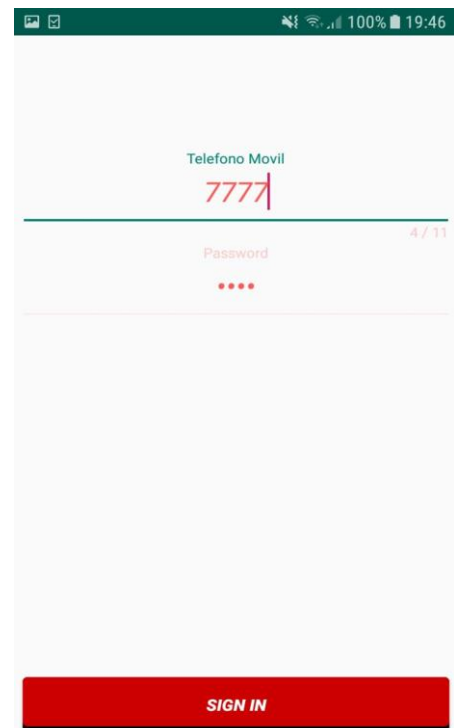 100% 19:46
Telefono Movil
7777
4 / 11
Password
••••
SIGN IN